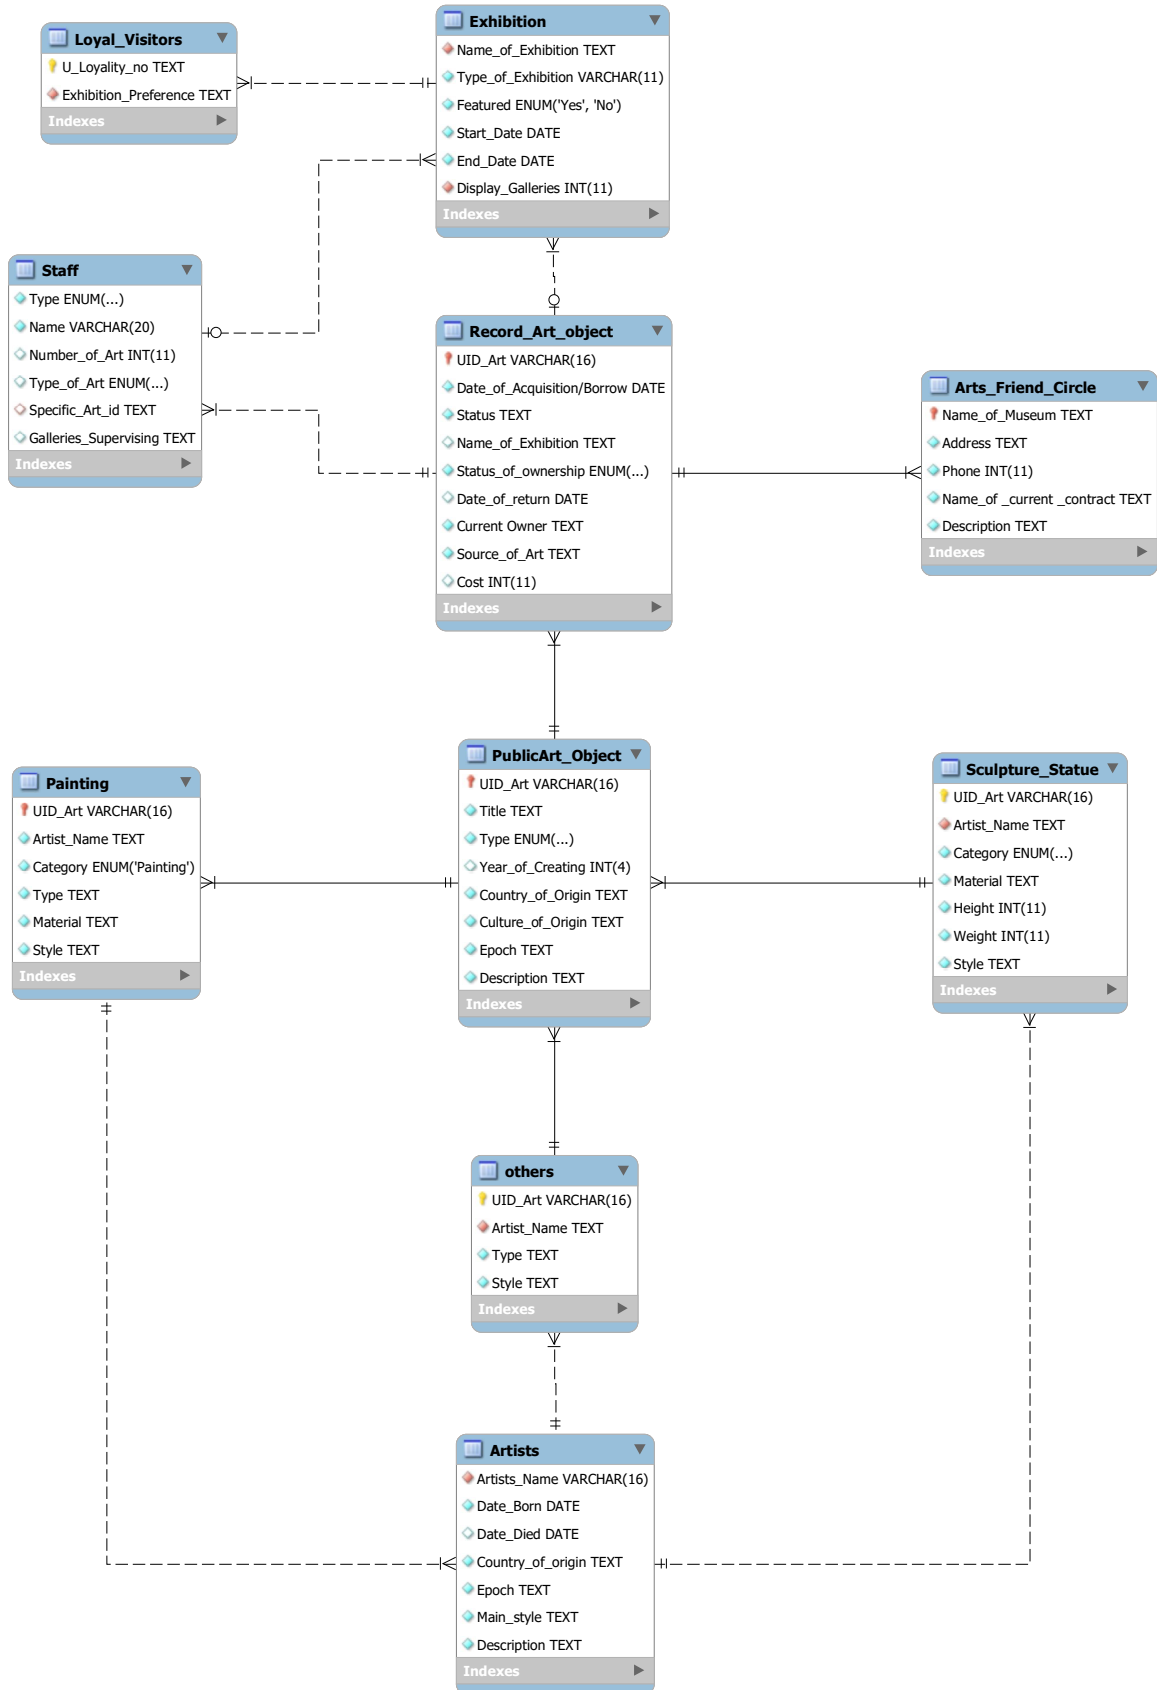 Loyal_Visitors
U_Loyality_no TEXT
Exhibition_Preference TEXT
Indexes
Exhibition
Name_of_Exhibition TEXT
Type_of_Exhibition VARCHAR(11)
Featured ENUM('Yes', 'No')
Start_Date DATE
End_Date DATE
Display_Galleries INT(11)
Indexes
Staff
Type ENUM(...)
Name VARCHAR(20)
Number_of_Art INT(11)
Type_of_Art ENUM(...)
Specific_Art_id TEXT
Galleries_Supervising TEXT
Indexes
Record_Art_object
UID_Art VARCHAR(16)
Date_of_Acquisition/Borrow DATE
Status TEXT
Name_of_Exhibition TEXT
Status_of_ownership ENUM(...)
Date_of_return DATE
Current Owner TEXT
Source_of_Art TEXT
Cost INT(11)
Indexes
Arts_Friend_Circle
Name_of_Museum TEXT
Address TEXT
Phone INT(11)
Name_of _current _contract TEXT
Description TEXT
Indexes
Painting
UID_Art VARCHAR(16)
Artist_Name TEXT
Category ENUM('Painting')
Type TEXT
Material TEXT
Style TEXT
Indexes
PublicArt_Object
UID_Art VARCHAR(16)
Title TEXT
Type ENUM(...)
Year_of_Creating INT(4)
Country_of_Origin TEXT
Culture_of_Origin TEXT
Epoch TEXT
Description TEXT
Indexes
Sculpture_Statue
UID_Art VARCHAR(16)
Artist_Name TEXT
Category ENUM(...)
Material TEXT
Height INT(11)
Weight INT(11)
Style TEXT
Indexes
others
UID_Art VARCHAR(16)
Artist_Name TEXT
Type TEXT
Style TEXT
Indexes
Artists
Artists_Name VARCHAR(16)
Date_Born DATE
Date_Died DATE
Country_of_origin TEXT
Epoch TEXT
Main_style TEXT
Description TEXT
Indexes